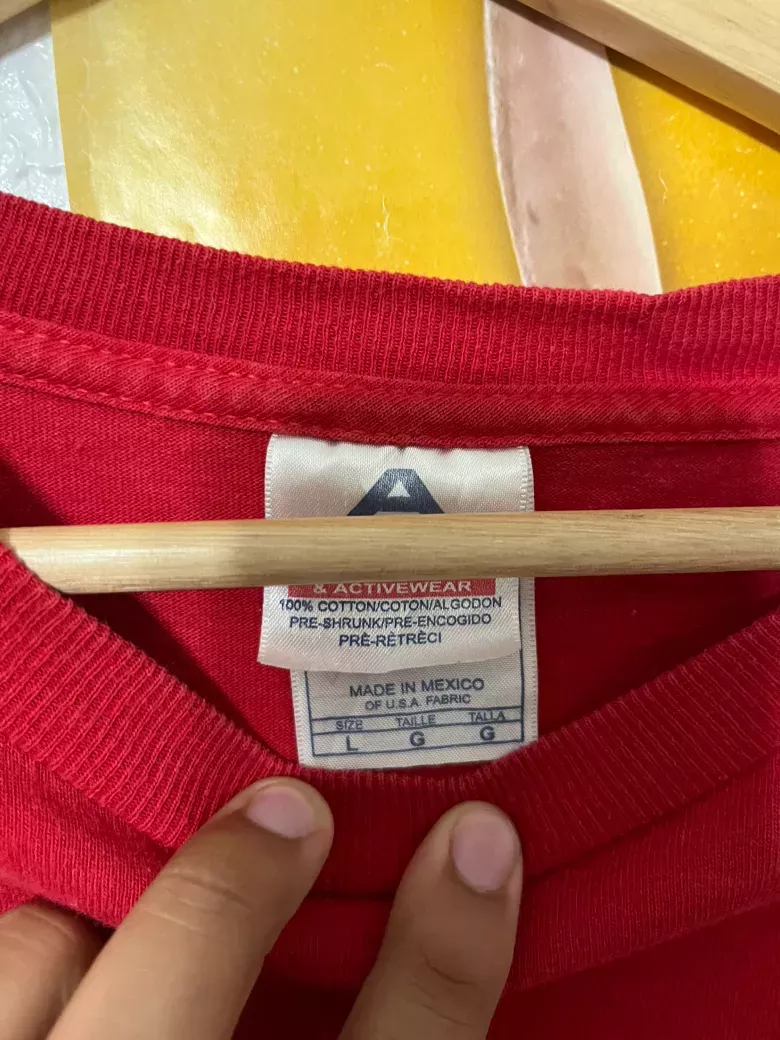 & ACTIVEWEAR
100% COTTON/COTON/ALGODON
PRE-SHRUNK/PRE-ENCOGIDO
PRÉ-RÉTRÉCI
MADE IN MEXICO
OF U.S.A. FABRIC
SIZE TAILLE TALLA
L G G